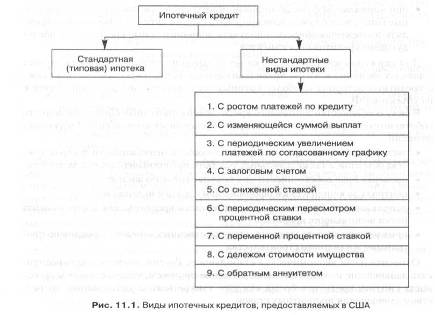 Ипотечный кредит
Стандартная
(типовая) ипотека
Нестандартные
виды ипотеки
1. С ростом платежей по кредиту
2. С изменяющейся суммой выплат
3. С периодическим увеличением
платежей по согласованному графику
4. С залоговым счетом
5. Со сниженной ставкой
6. С периодическим пересмотром
процентной ставки
7. С переменной процентной ставкой
8. С дележом стоимости имущества
9. С обратным аннуитетом
Рис. 11.1. Виды ипотечных кредитов, предоставляемых в США